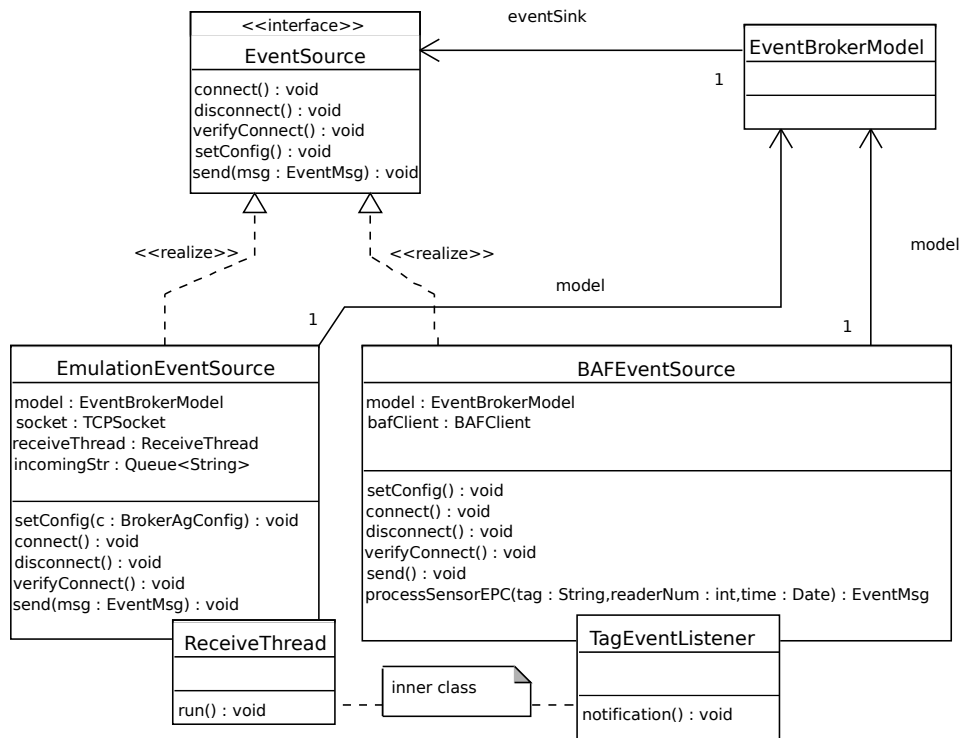 <<interface>>
EventSource
connect() : void
disconnect() : void
verifyConnect() : void
setConfig() : void
send(msg : EventMsg) : void
eventSink
EventBrokerModel
1
<<realize>>
<<realize>>
model
model
1
1
EmulationEventSource
model : EventBrokerModel
socket : TCPSocket
receiveThread : ReceiveThread
incomingStr : Queue<String>
setConfig(c : BrokerAgConfig) : void
connect() : void
disconnect() : void
verifyConnect() : void
send(msg : EventMsg) : void
BAFEventSource
model : EventBrokerModel
bafClient : BAFClient
setConfig() : void
connect() : void
disconnect() : void
verifyConnect() : void
send() : void
processSensorEPC(tag : String,readerNum : int,time : Date) : EventMsg
ReceiveThread
run() : void
inner class
TagEventListener
notification() : void